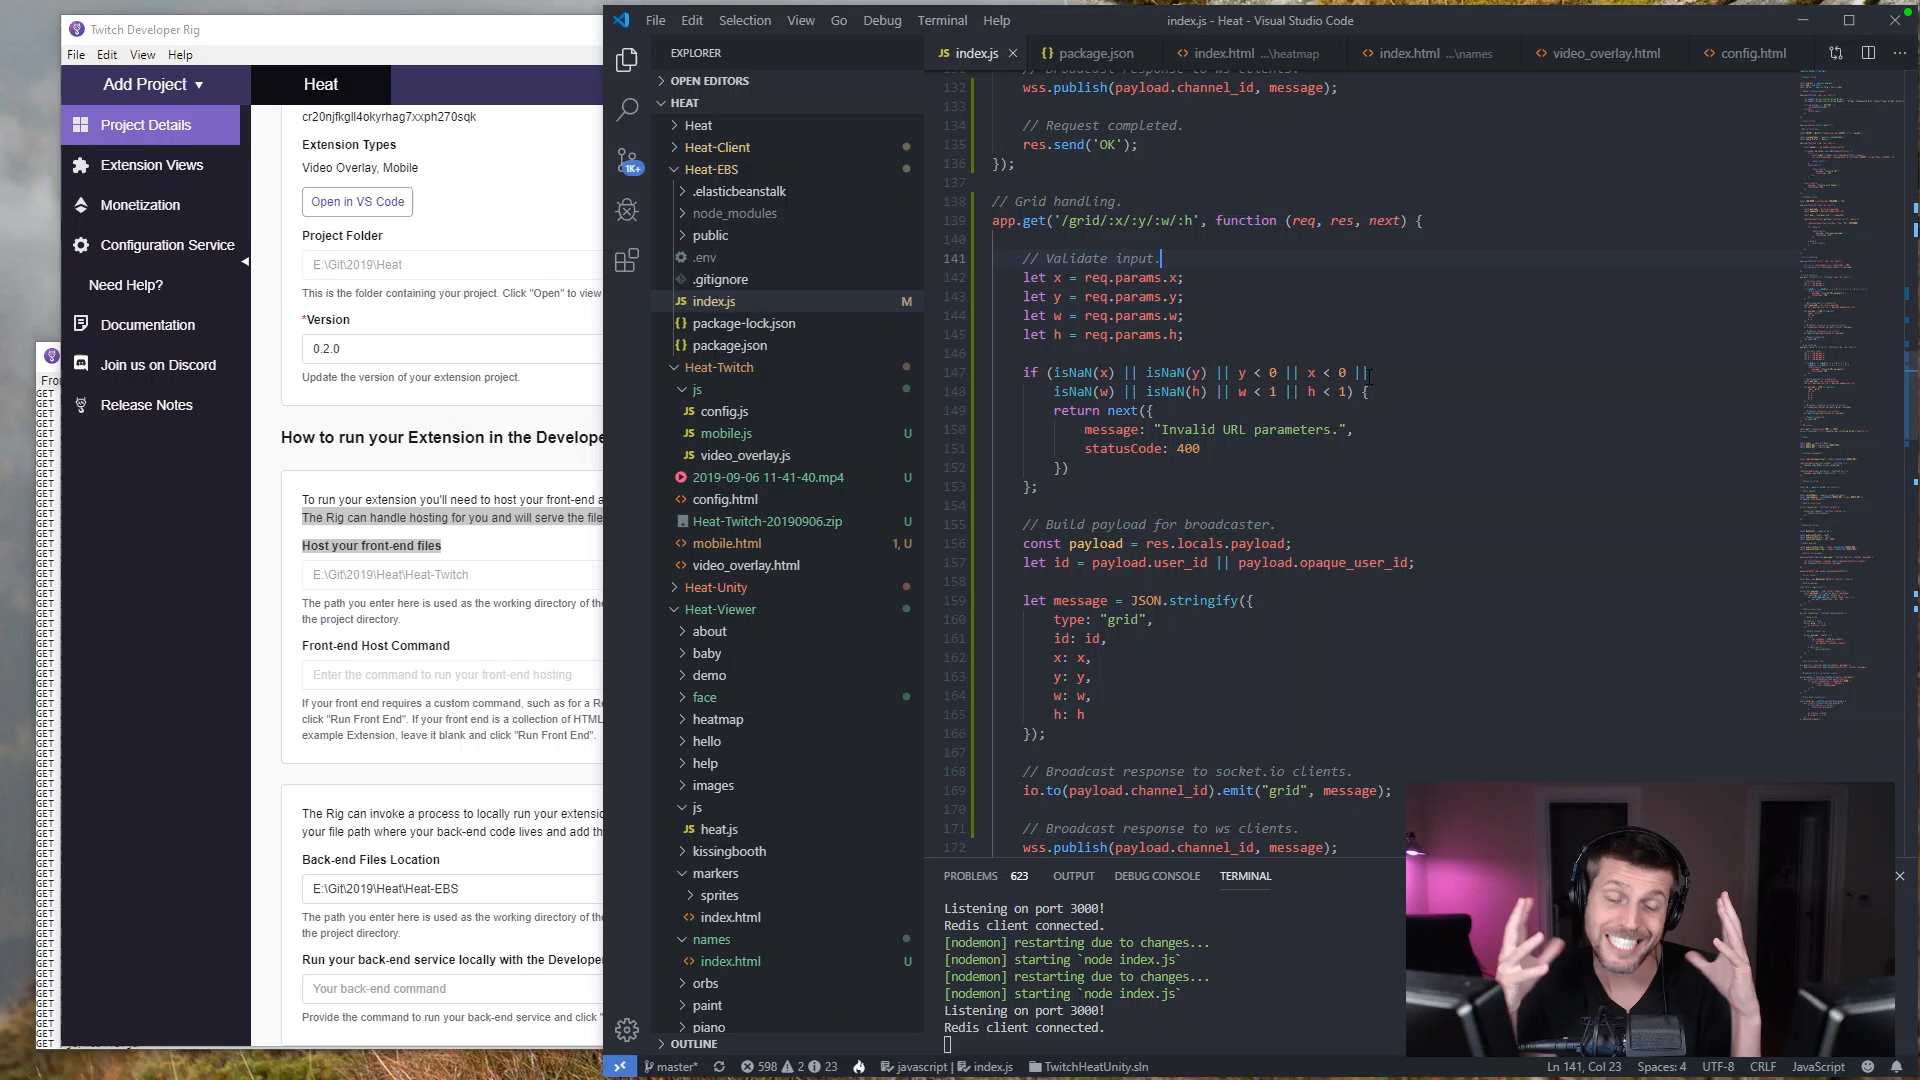 Twitch Developer Rig
File Edit View Help
Add Project
Heat
Project Details
Extension Views
Monetization
Configuration Service
Need Help?
Documentation
Join us on Discord
Release Notes
cr20njfkgll4okyrhag7xxph270sqk
Extension Types
Video Overlay, Mobile
Open in VS Code
Project Folder
E:\Git\2019\Heat
This is the folder containing your project. Click "Open" to view
*Version
0.2.0
Update the version of your extension project.
How to run your Extension in the Develope
To run your extension you'll need to host your front-end a
The Rig can handle hosting for you and will serve the file
Host your front-end files
E:\Git\2019\Heat\Heat-Twitch
The path you enter here is used as the working directory of the
the project directory.
Front-end Host Command
Enter the command to run your front-end hosting
If your front end requires a custom command, such as for a Re
click "Run Front End". If your front end is a collection of HTML
example Extension, leave it blank and click "Run Front End".
The Rig can invoke a process to locally run your extensio
your file path where your back-end code lives and add th
Back-end Files Location
E:\Git\2019\Heat\Heat-EBS
The path you enter here is used as the working directory of the
the project directory.
Run your back-end service locally with the Develope
Your back-end command
Provide the command to run your back-end service and click "
File Edit Selection View Go Debug Terminal Help
index.js - Heat - Visual Studio Code
EXPLORER
OPEN EDITORS
HEAT
Heat
Heat-Client
Heat-EBS
.elasticbeanstalk
node_modules
public
.env
.gitignore
JS index.js M
package-lock.json
package.json
Heat-Twitch
js
JS config.js
JS mobile.js U
JS video_overlay.js
2019-09-06 11-41-40.mp4 U
config.html
Heat-Twitch-20190906.zip U
mobile.html 1, U
video_overlay.html
Heat-Unity
Heat-Viewer
about
baby
demo
face
heatmap
hello
help
images
js
JS heat.js
kissingbooth
markers
sprites
index.html
names
index.html U
orbs
paint
piano
OUTLINE
1K+
JS index.js
package.json
index.html ...\heatmap
index.html ...\names
video_overlay.html
config.html
131 // Broadcast response to ws clients.
132 wss.publish(payload.channel_id, message);
133
134 // Request completed.
135 res.send('OK');
136 });
137
138 // Grid handling.
139 app.get('/grid/:x/:y/:w/:h', function (req, res, next) {
140
141 // Validate input.
142 let x = req.params.x;
143 let y = req.params.y;
144 let w = req.params.w;
145 let h = req.params.h;
146
147 if (isNaN(x) || isNaN(y) || y < 0 || x < 0 ||
148 isNaN(w) || isNaN(h) || w < 1 || h < 1) {
149 return next({
150 message: "Invalid URL parameters.",
151 statusCode: 400
152 })
153 };
154
155 // Build payload for broadcaster.
156 const payload = res.locals.payload;
157 let id = payload.user_id || payload.opaque_user_id;
158
159 let message = JSON.stringify({
160 type: "grid",
161 id: id,
162 x: x,
163 y: y,
164 w: w,
165 h: h
166 });
167
168 // Broadcast response to socket.io clients.
169 io.to(payload.channel_id).emit("grid", message);
170
171 // Broadcast response to ws clients.
172 wss.publish(payload.channel_id, message);
PROBLEMS 623 OUTPUT DEBUG CONSOLE TERMINAL
Listening on port 3000!
Redis client connected.
[nodemon] restarting due to changes...
[nodemon] starting `node index.js`
[nodemon] restarting due to changes...
[nodemon] starting `node index.js`
Listening on port 3000!
Redis client connected.
master* 598 2 23 javascript | index.js TwitchHeatUnity.sln
Ln 141, Col 23 Spaces: 4 UTF-8 CRLF JavaScript